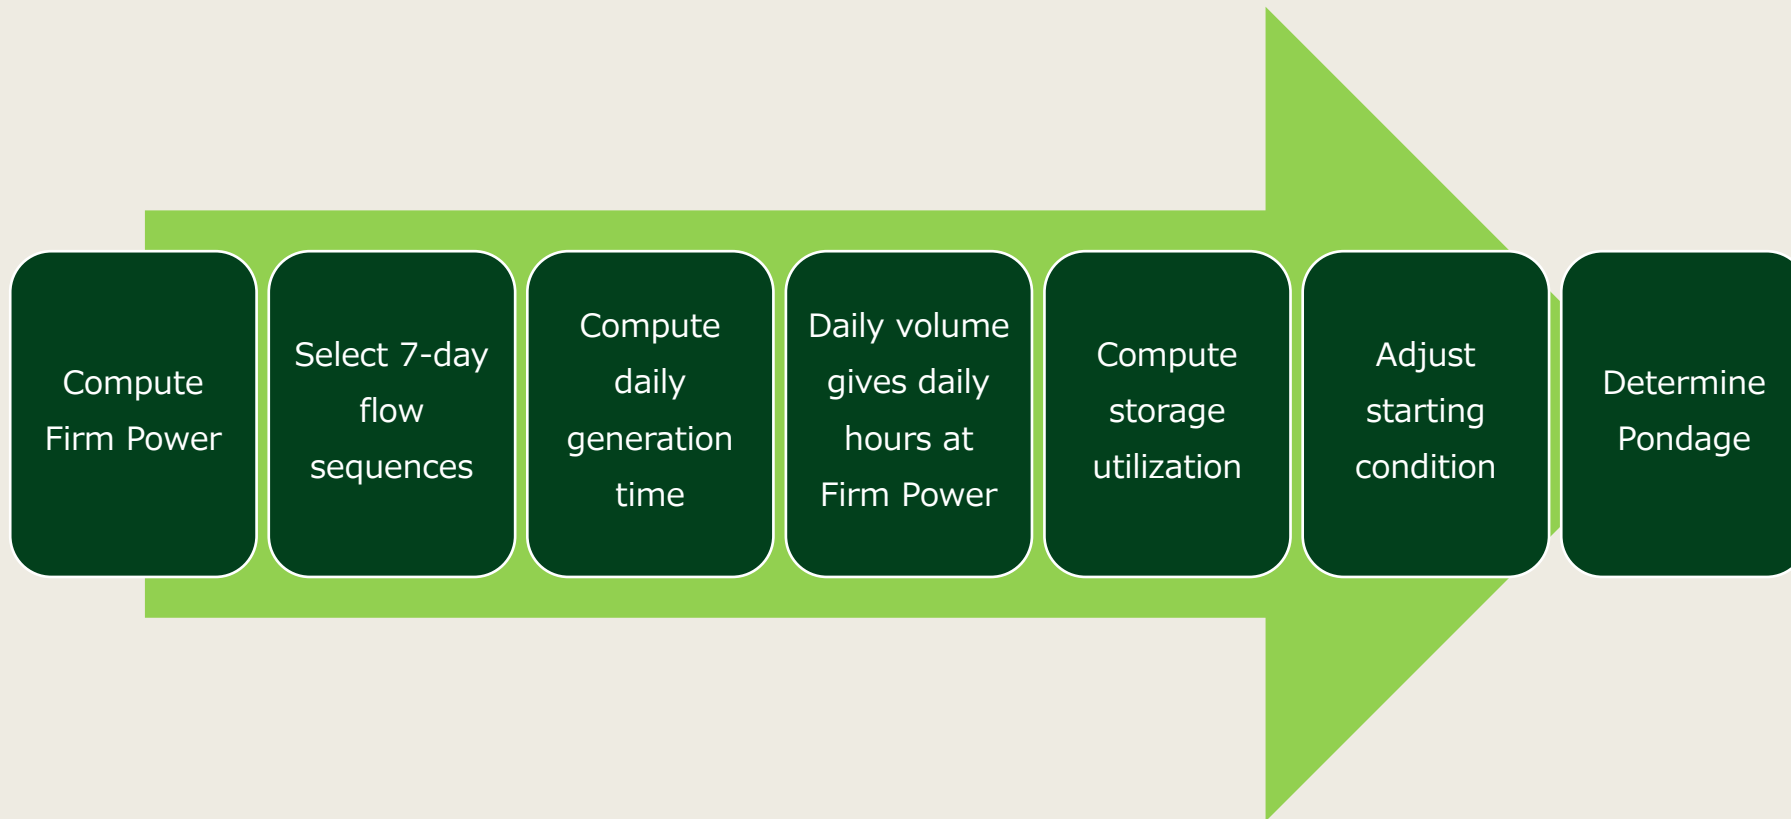 Compute
Firm Power
Select 7-day
flow
sequences
Compute
daily
generation
time
Daily volume
gives daily
hours at
Firm Power
Compute
storage
utilization
Adjust
starting
condition
Determine
Pondage